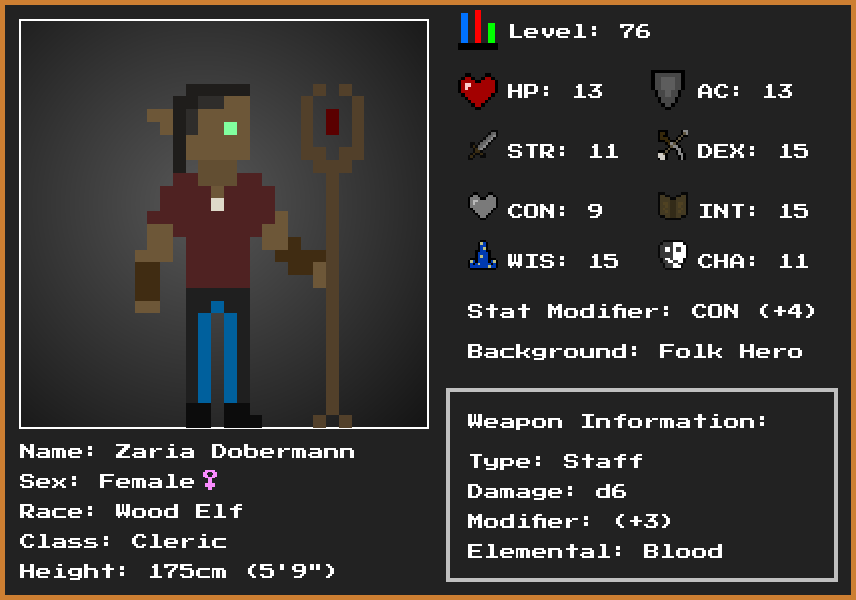 Level: 76
HP: 13 AC: 13
STR: 11 DEX: 15
CON: 9 INT: 15
WIS: 15 CHA: 11
Stat Modifier: CON (+4)
Background: Folk Hero
Weapon Information:
Type: Staff
Damage: d6
Modifier: (+3)
Elemental: Blood
Name: Zaria Dobermann
Sex: Female♀
Race: Wood Elf
Class: Cleric
Height: 175cm (5'9")